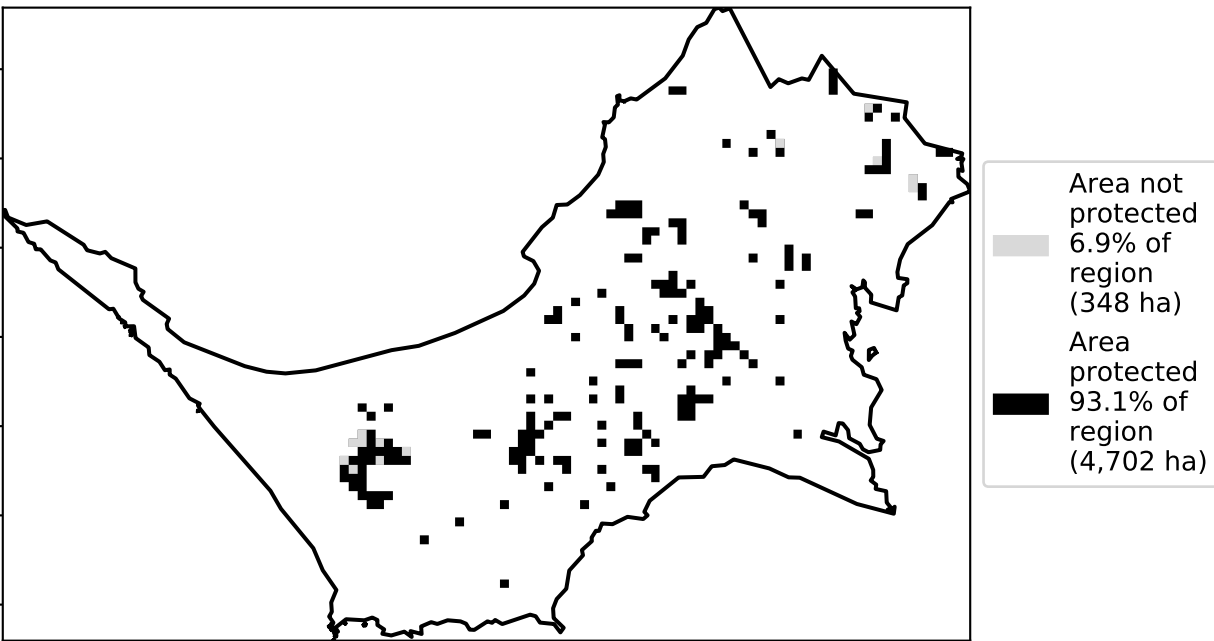 Area not
protected
6.9% of
region
(348 ha)
Area
protected
93.1% of
region
(4,702 ha)